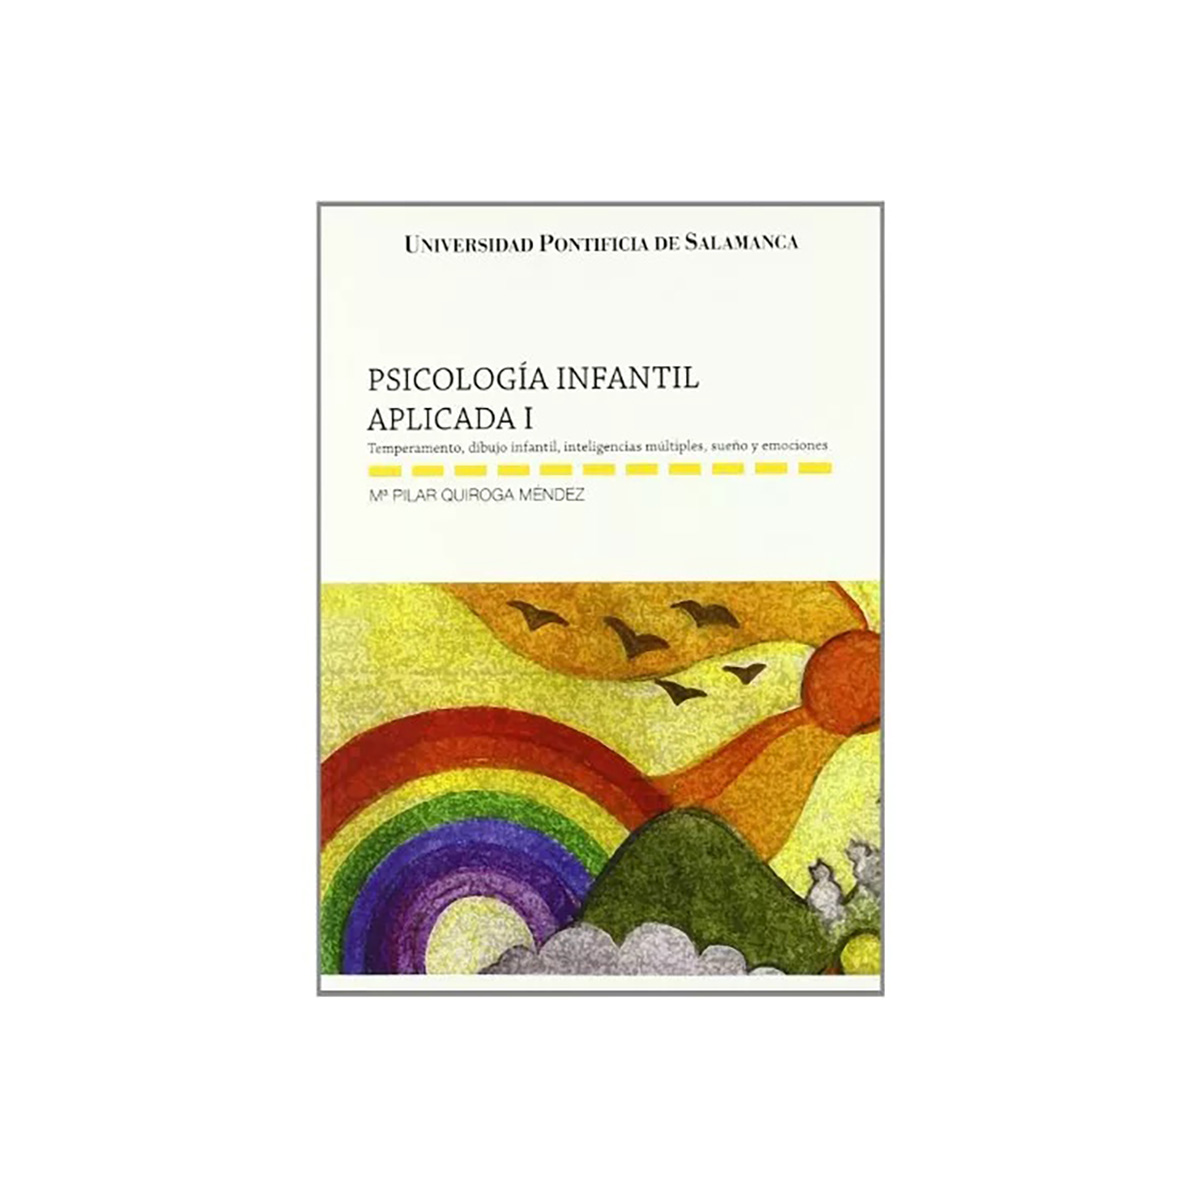 UNIVERSIDAD PONTIFICIA DE SALAMANCA
PSICOLOGÍA INFANTIL
APLICADA I
Temperamento, dibujo infantil, inteligencias múltiples, sueño y emociones
Mª PILAR QUIROGA MÉNDEZ